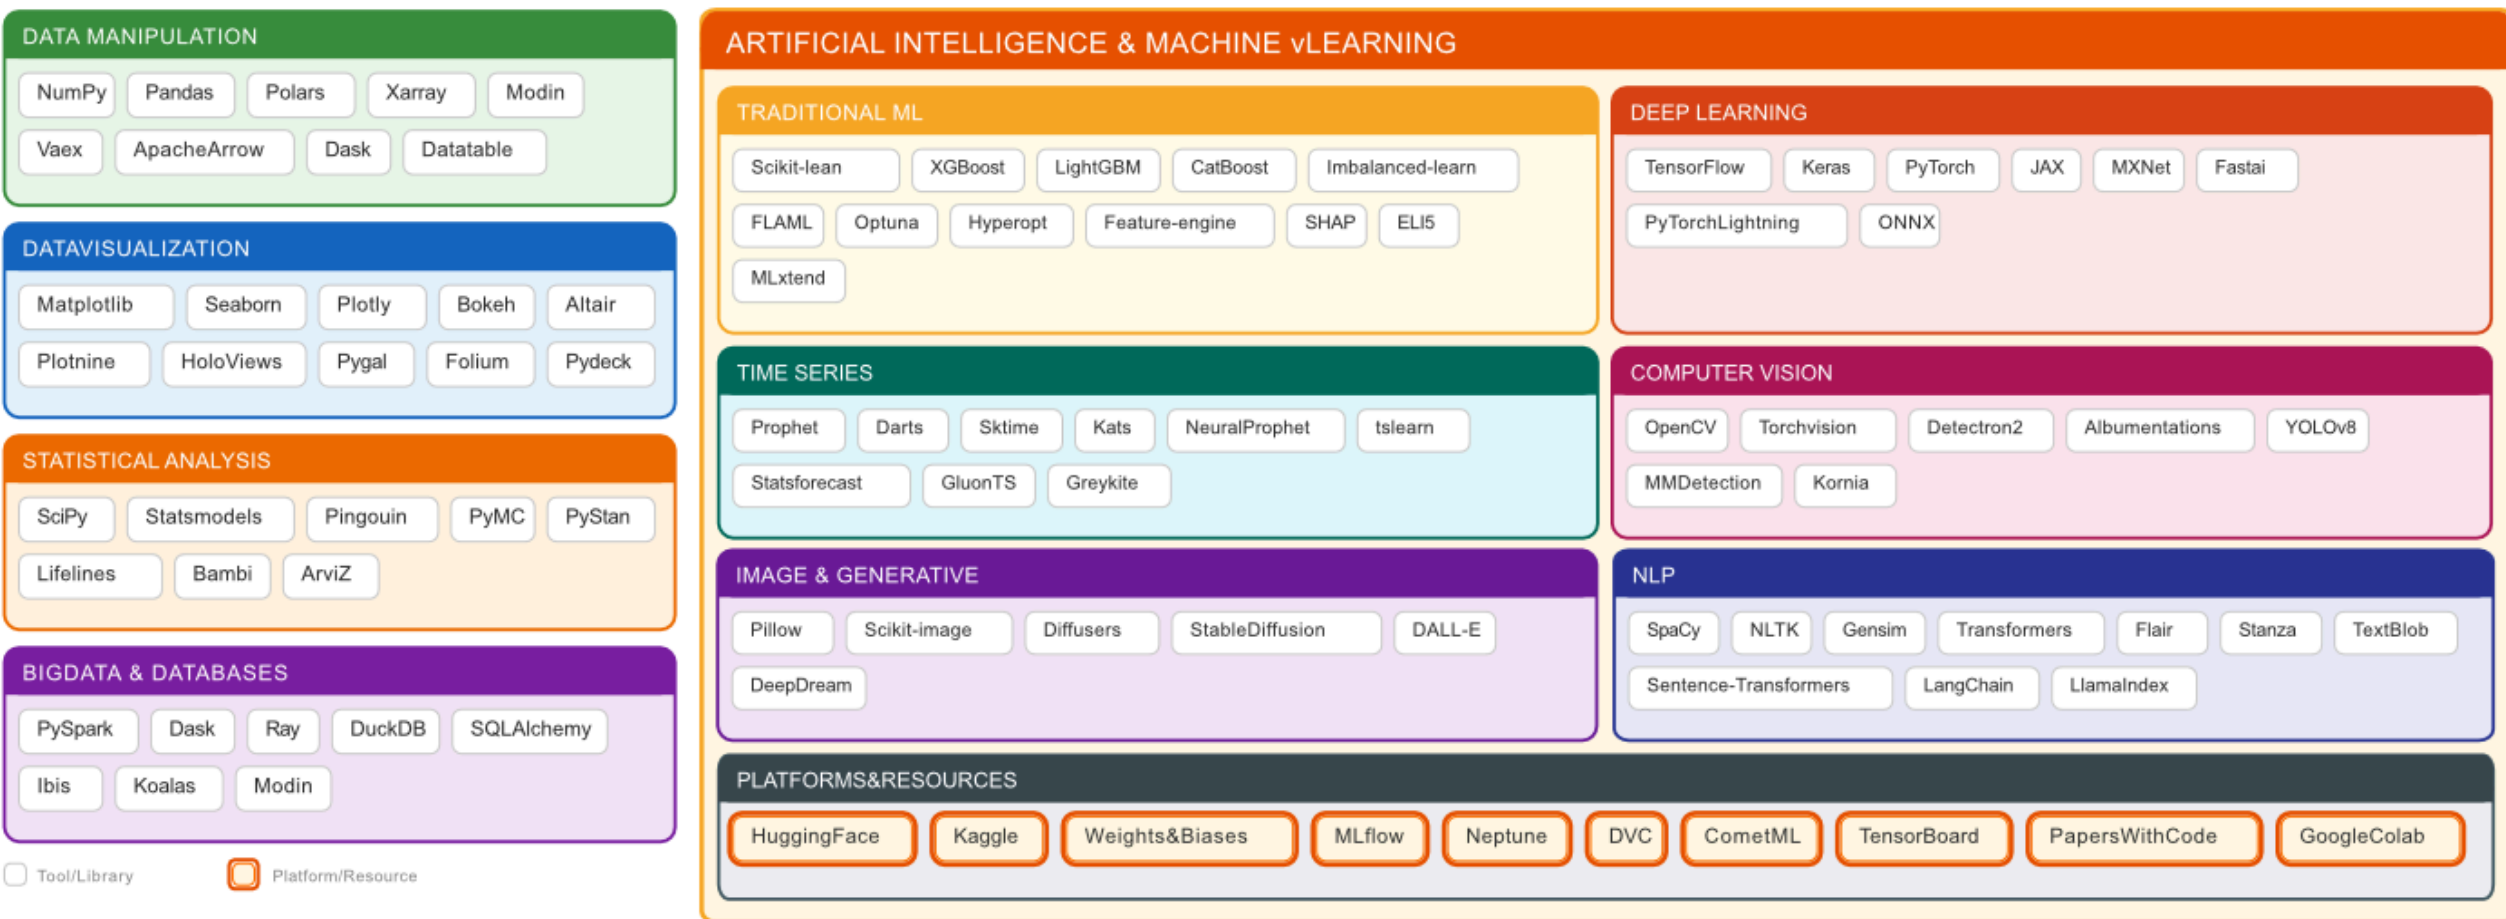 DATA MANIPULATION
NumPy Pandas Polars Xarray Modin
Vaex ApacheArrow Dask Datatable
DATAVISUALIZATION
Matplotlib Seaborn Plotly Bokeh Altair
Plotnine HoloViews Pygal Folium Pydeck
STATISTICAL ANALYSIS
SciPy Statsmodels Pingouin PyMC PyStan
Lifelines Bambi ArviZ
BIGDATA & DATABASES
PySpark Dask Ray DuckDB SQLAlchemy
Ibis Koalas Modin
Tool/Library Platform/Resource
ARTIFICIAL INTELLIGENCE & MACHINE vLEARNING
TRADITIONAL ML
Scikit-lean XGBoost LightGBM CatBoost Imbalanced-learn
FLAML Optuna Hyperopt Feature-engine SHAP ELI5
MLxtend
DEEP LEARNING
TensorFlow Keras PyTorch JAX MXNet Fastai
PyTorchLightning ONNX
TIME SERIES
Prophet Darts Sktime Kats NeuralProphet tslearn
Statsforecast GluonTS Greykite
COMPUTER VISION
OpenCV Torchvision Detectron2 Albumentations YOLOv8
MMDetection Kornia
IMAGE & GENERATIVE
Pillow Scikit-image Diffusers StableDiffusion DALL-E
DeepDream
NLP
SpaCy NLTK Gensim Transformers Flair Stanza TextBlob
Sentence-Transformers LangChain LlamaIndex
PLATFORMS&RESOURCES
HuggingFace Kaggle Weights&Biases MLflow Neptune DVC CometML TensorBoard PapersWithCode GoogleColab